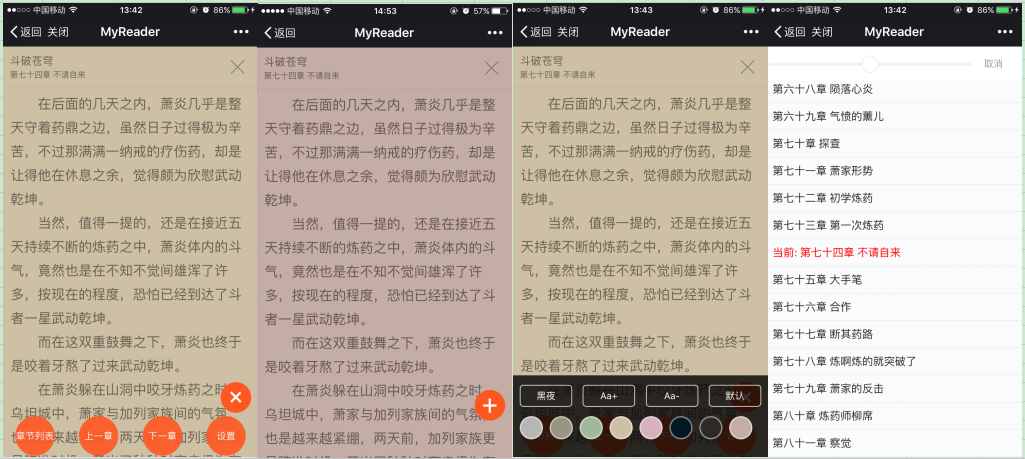 中国移动 13:42 86%
返回 关闭 MyReader
斗破苍穹
第七十四章 不请自来
在后面的几天之内，萧炎几乎是整
天守着药鼎之边，虽然日子过得极为辛
苦，不过那满满一纳戒的疗伤药，却是
让得他在休息之余，觉得颇为欣慰武动
乾坤。
当然，值得一提的，还是在接近五
天持续不断的炼药之中，萧炎体内的斗
气，竟然也是在不知不觉间雄浑了许
多，按现在的程度，恐怕已经到达了斗
者一星武动乾坤。
而在这双重鼓舞之下，萧炎也终于
是咬着牙熬了过来武动乾坤。
在萧炎躲在山洞中咬牙炼药之时，
乌坦城中，萧家与加列家族间的气氛，
章节列表 上一章 下一章 设置
中国移动 14:53 57%
返回 MyReader
斗破苍穹
第七十四章 不请自来
在后面的几天之内，萧炎几乎是整
天守着药鼎之边，虽然日子过得极为辛
苦，不过那满满一纳戒的疗伤药，却是
让得他在休息之余，觉得颇为欣慰武动
乾坤。
当然，值得一提的，还是在接近五
天持续不断的炼药之中，萧炎体内的斗
气，竟然也是在不知不觉间雄浑了许
多，按现在的程度，恐怕已经到达了斗
者一星武动乾坤。
而在这双重鼓舞之下，萧炎也终于
是咬着牙熬了过来武动乾坤。
在萧炎躲在山洞中咬牙炼药之时，
乌坦城中，萧家与加列家族间的气氛
也是越来越紧绷，两天前，加列家族更
中国移动 13:43 86%
返回 关闭 MyReader
斗破苍穹
第七十四章 不请自来
在后面的几天之内，萧炎几乎是整
天守着药鼎之边，虽然日子过得极为辛
苦，不过那满满一纳戒的疗伤药，却是
让得他在休息之余，觉得颇为欣慰武动
乾坤。
当然，值得一提的，还是在接近五
天持续不断的炼药之中，萧炎体内的斗
气，竟然也是在不知不觉间雄浑了许
多，按现在的程度，恐怕已经到达了斗
者一星武动乾坤。
而在这双重鼓舞之下，萧炎也终于
是咬着牙熬了过来武动乾坤。
黑夜 Aa+ Aa- 默认
中国移动 13:42 86%
返回 关闭 MyReader
取消
第六十八章 陨落心炎
第六十九章 气愤的薰儿
第七十章 探查
第七十一章 萧家形势
第七十二章 初学炼药
第七十三章 第一次炼药
当前: 第七十四章 不请自来
第七十五章 大手笔
第七十六章 合作
第七十七章 断其药路
第七十八章 炼啊炼的就突破了
第七十九章 萧家的反击
第八十章 炼药师柳席
第八十一章 察觉